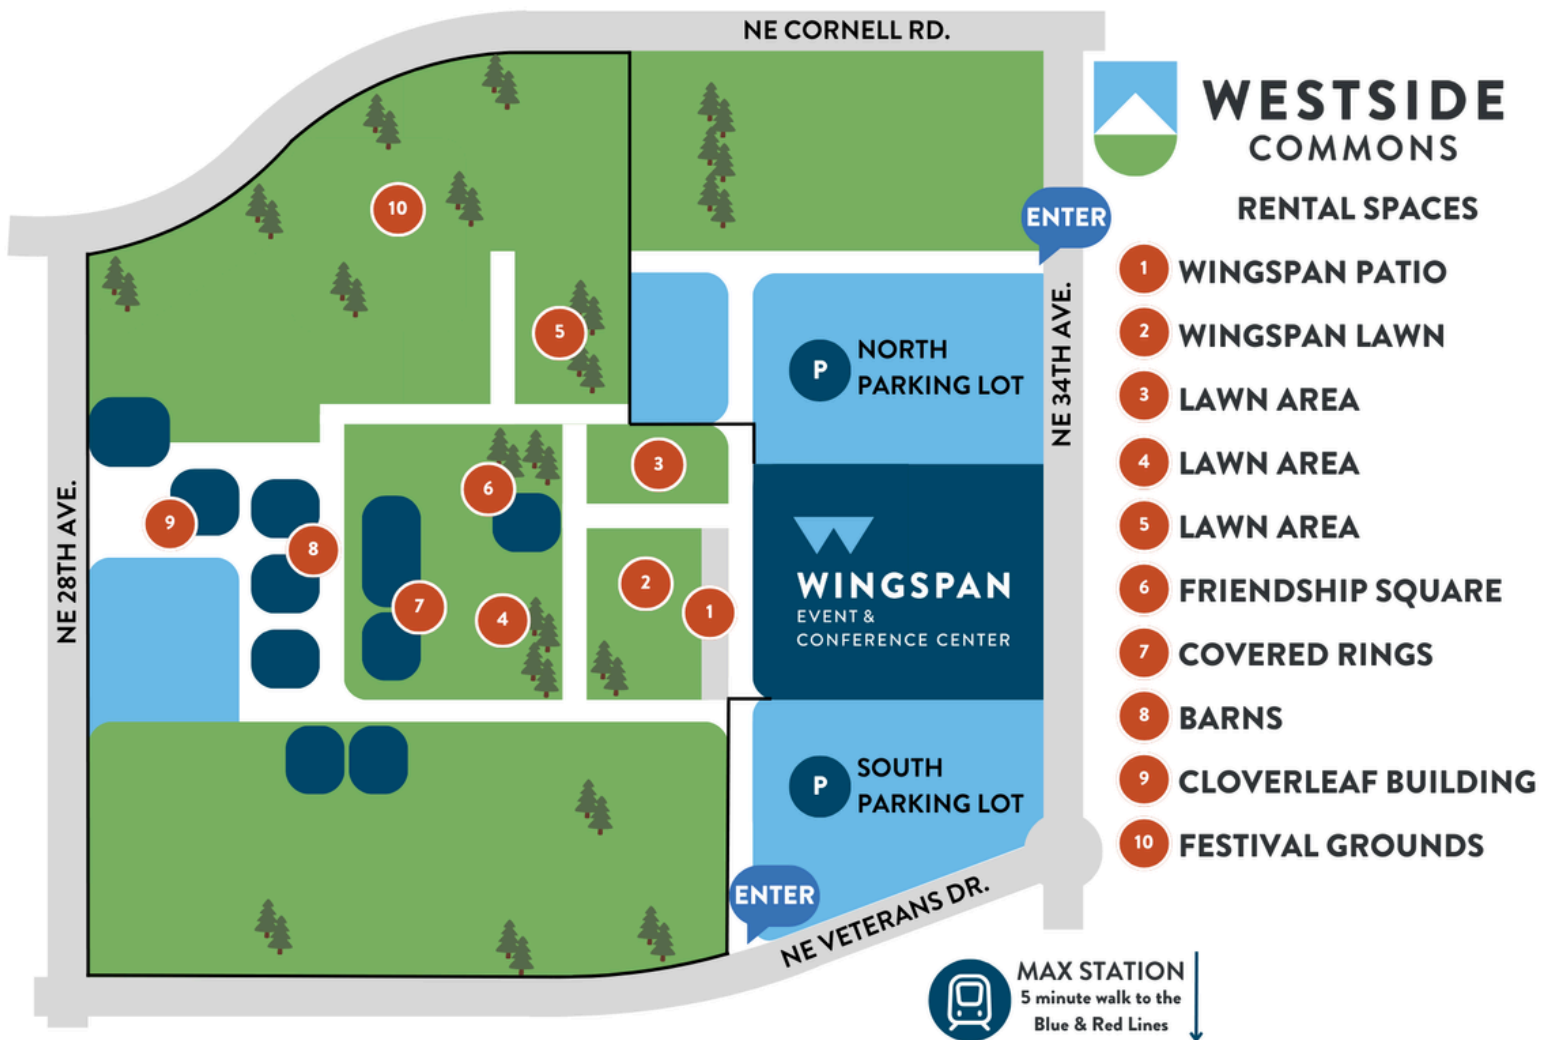 NE CORNELL RD.
WESTSIDE
COMMONS
RENTAL SPACES
1 WINGSPAN PATIO
2 WINGSPAN LAWN
3 LAWN AREA
4 LAWN AREA
5 LAWN AREA
6 FRIENDSHIP SQUARE
7 COVERED RINGS
8 BARNS
9 CLOVERLEAF BUILDING
10 FESTIVAL GROUNDS
10
ENTER
5
P
NORTH
PARKING LOT
NE 34TH AVE.
3
6
9
8
NE 28TH AVE.
7
4
2
1
WINGSPAN
EVENT &
CONFERENCE CENTER
P
SOUTH
PARKING LOT
ENTER
NE VETERANS DR.
MAX STATION
5 minute walk to the
Blue & Red Lines